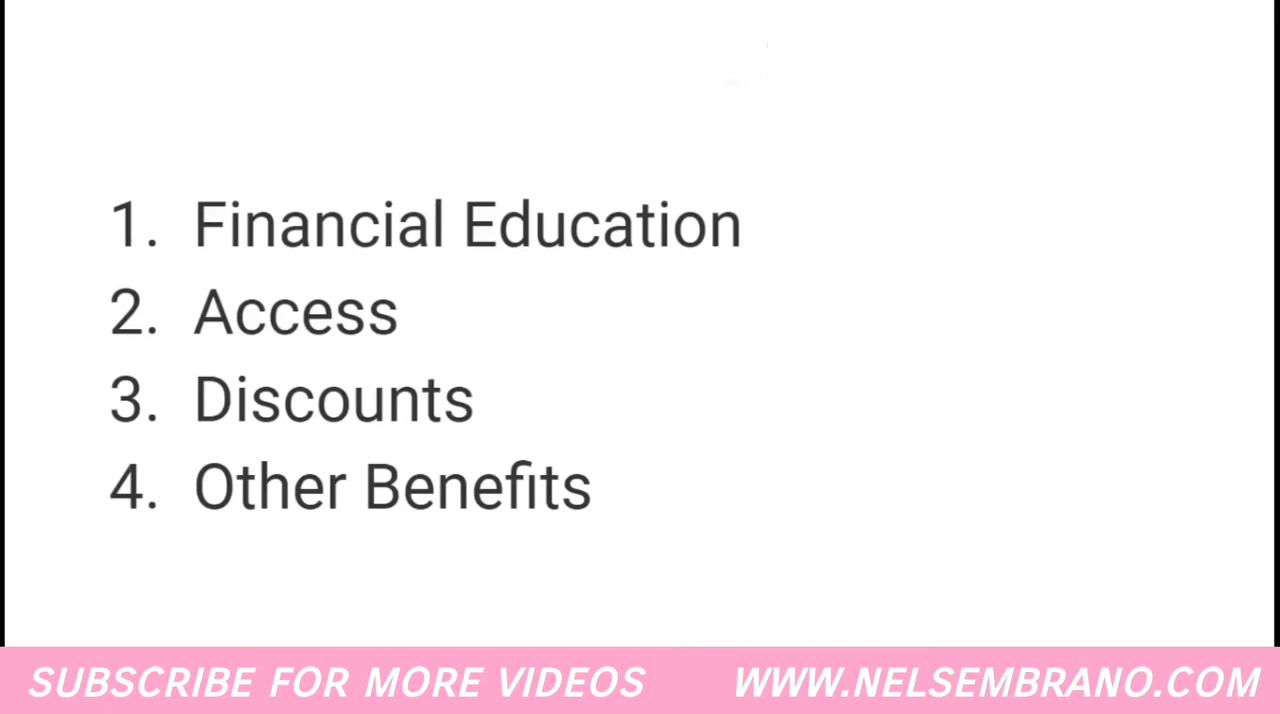 1. Financial Education
2. Access
3. Discounts
4. Other Benefits
SUBSCRIBE FOR MORE VIDEOS WWW.NELSEMBRANO.COM